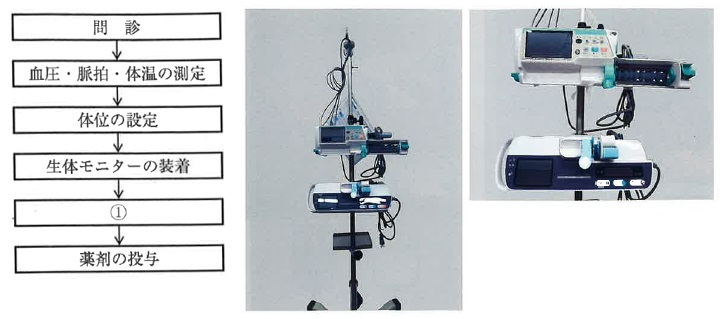 問　診
血圧・脈拍・体温の測定
体位の設定
生体モニターの装着
①
薬剤の投与